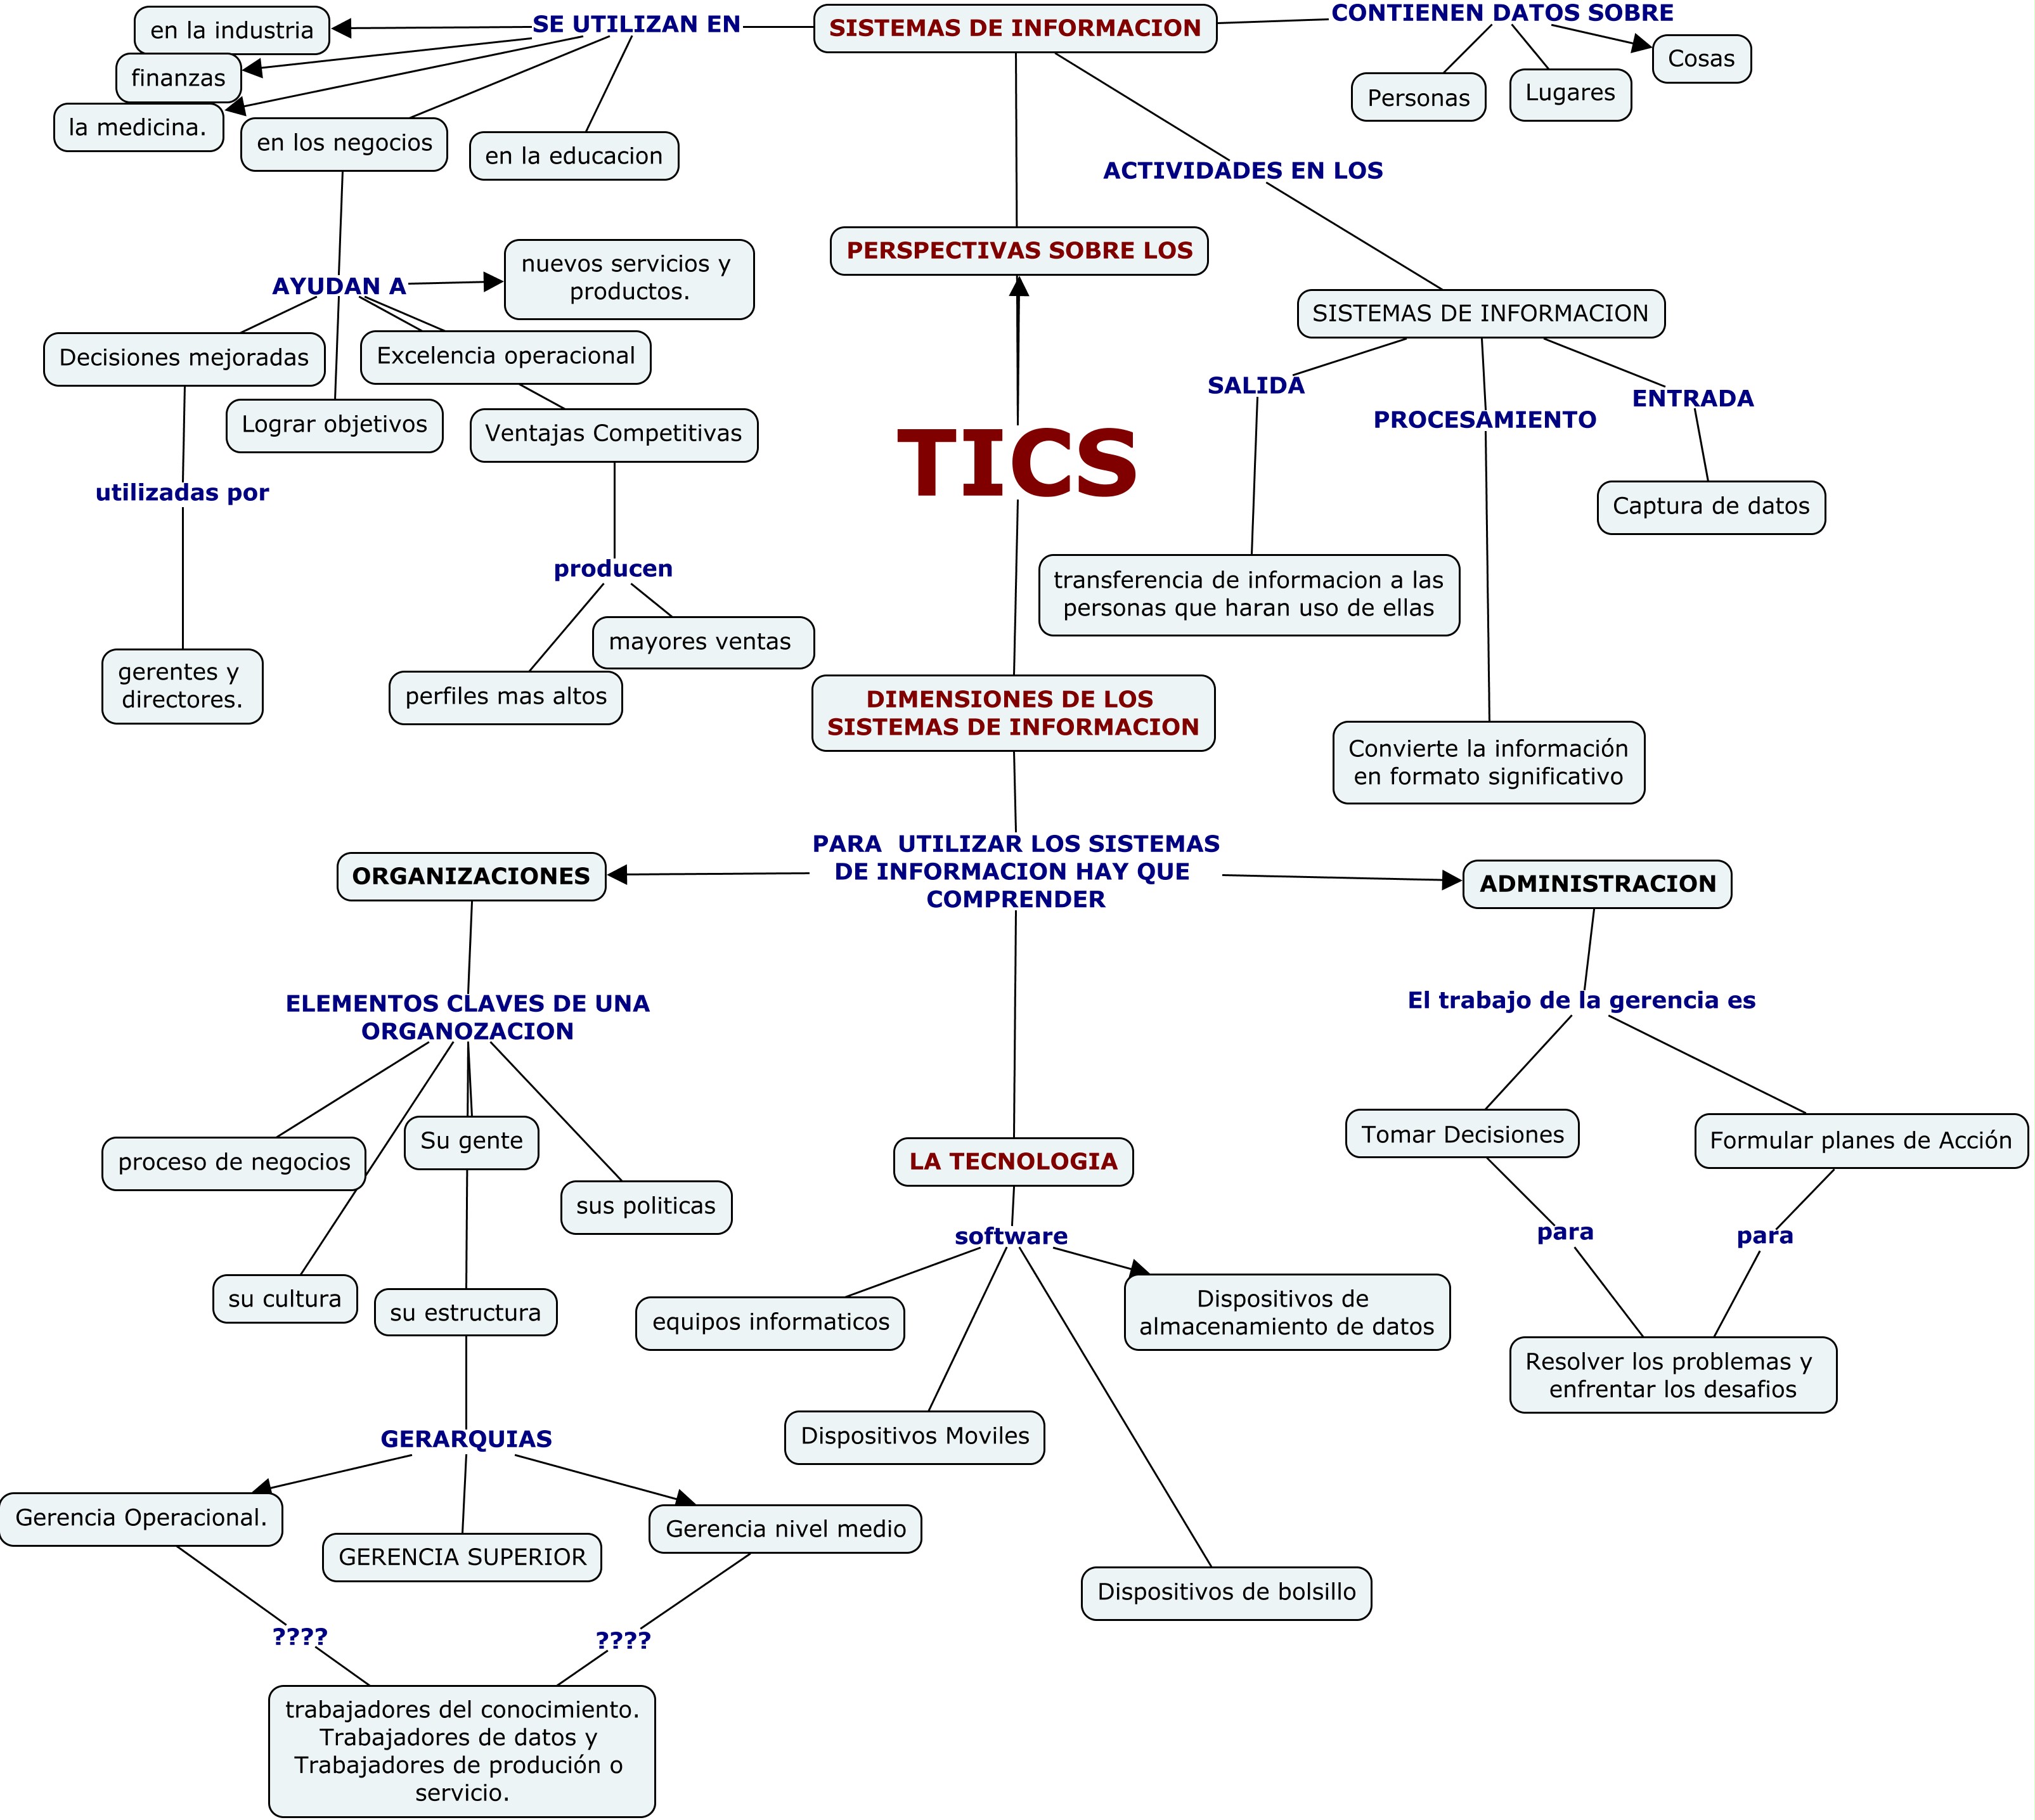 SE UTILIZAN EN
SISTEMAS DE INFORMACION
CONTIENEN DATOS SOBRE
en la industria
finanzas
la medicina.
en los negocios
en la educacion
Personas
Lugares
Cosas
ACTIVIDADES EN LOS
PERSPECTIVAS SOBRE LOS
AYUDAN A
nuevos servicios y
productos.
SISTEMAS DE INFORMACION
Decisiones mejoradas
Excelencia operacional
Lograr objetivos
Ventajas Competitivas
SALIDA
PROCESAMIENTO
ENTRADA
TICS
utilizadas por
Captura de datos
producen
transferencia de informacion a las
personas que haran uso de ellas
mayores ventas
gerentes y
directores.
perfiles mas altos
DIMENSIONES DE LOS
SISTEMAS DE INFORMACION
Convierte la información
en formato significativo
PARA  UTILIZAR LOS SISTEMAS
DE INFORMACION HAY QUE
COMPRENDER
ORGANIZACIONES
ADMINISTRACION
ELEMENTOS CLAVES DE UNA
ORGANOZACION
El trabajo de la gerencia es
proceso de negocios
Su gente
sus politicas
su cultura
su estructura
LA TECNOLOGIA
Tomar Decisiones
Formular planes de Acción
software
para
para
equipos informaticos
Dispositivos de
almacenamiento de datos
Resolver los problemas y
enfrentar los desafios
Dispositivos Moviles
GERARQUIAS
Gerencia Operacional.
GERENCIA SUPERIOR
Gerencia nivel medio
Dispositivos de bolsillo
????
????
trabajadores del conocimiento.
Trabajadores de datos y
Trabajadores de produción o
servicio.